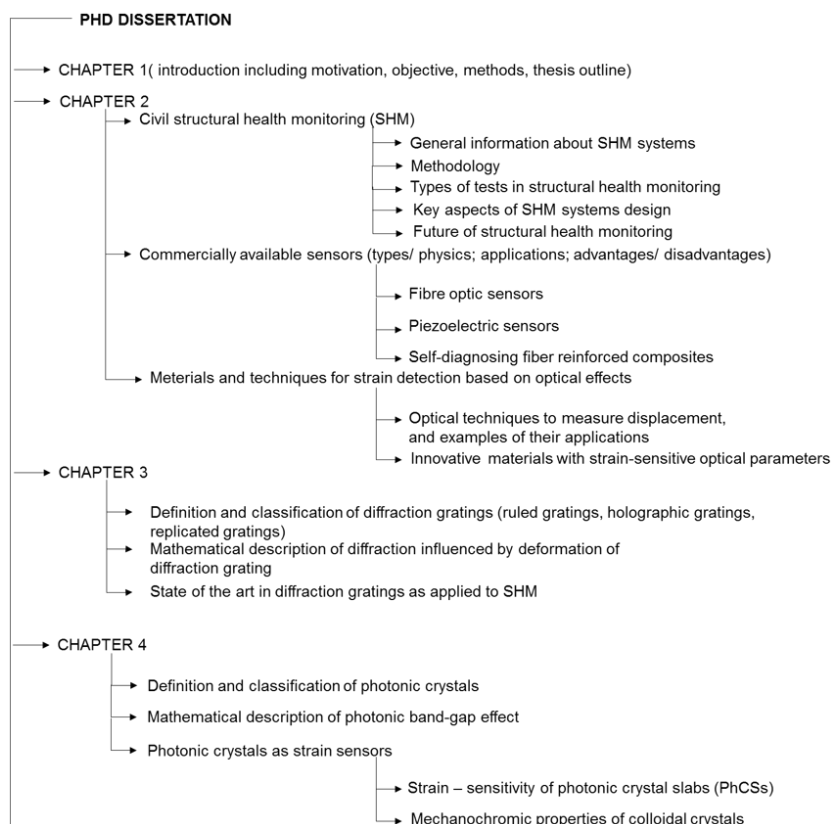 PHD DISSERTATION
CHAPTER 1( introduction including motivation, objective, methods, thesis outline)
CHAPTER 2
Civil structural health monitoring (SHM)
General information about SHM systems
Methodology
Types of tests in structural health monitoring
Key aspects of SHM systems design
Future of structural health monitoring
Commercially available sensors (types/ physics; applications; advantages/ disadvantages)
Fibre optic sensors
Piezoelectric sensors
Self-diagnosing fiber reinforced composites
Meterials and techniques for strain detection based on optical effects
Optical techniques to measure displacement,
and examples of their applications
Innovative materials with strain-sensitive optical parameters
CHAPTER 3
Definition and classification of diffraction gratings (ruled gratings, holographic gratings,
replicated gratings)
Mathematical description of diffraction influenced by deformation of
diffraction grating
State of the art in diffraction gratings as applied to SHM
CHAPTER 4
Definition and classification of photonic crystals
Mathematical description of photonic band-gap effect
Photonic crystals as strain sensors
Strain – sensitivity of photonic crystal slabs (PhCSs)
Mechanochromic properties of colloidal crystals